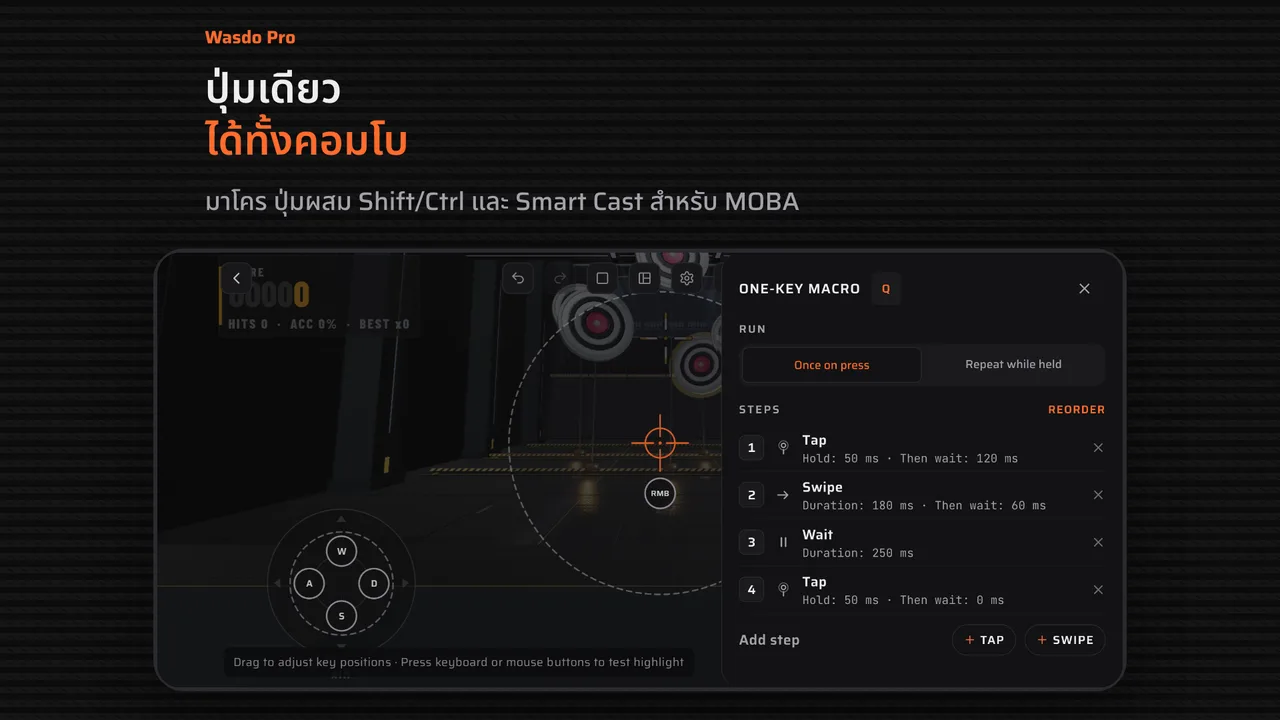 Wasdo Pro
ปุ่มเดียว
ได้ทั้งคอมโบ
มาโคร ปุ่มผสม Shift/Ctrl และ Smart Cast สำหรับ MOBA
00000
HITS 0 · ACC 0% · BEST x0
ONE-KEY MACRO Q
RUN
Once on press
Repeat while held
STEPS
REORDER
1 Tap
Hold: 50 ms · Then wait: 120 ms
2 Swipe
Duration: 180 ms · Then wait: 60 ms
3 Wait
Duration: 250 ms
4 Tap
Hold: 50 ms · Then wait: 0 ms
Add step
+ TAP
+ SWIPE
RMB
W
A
D
S
Drag to adjust key positions · Press keyboard or mouse buttons to test highlight